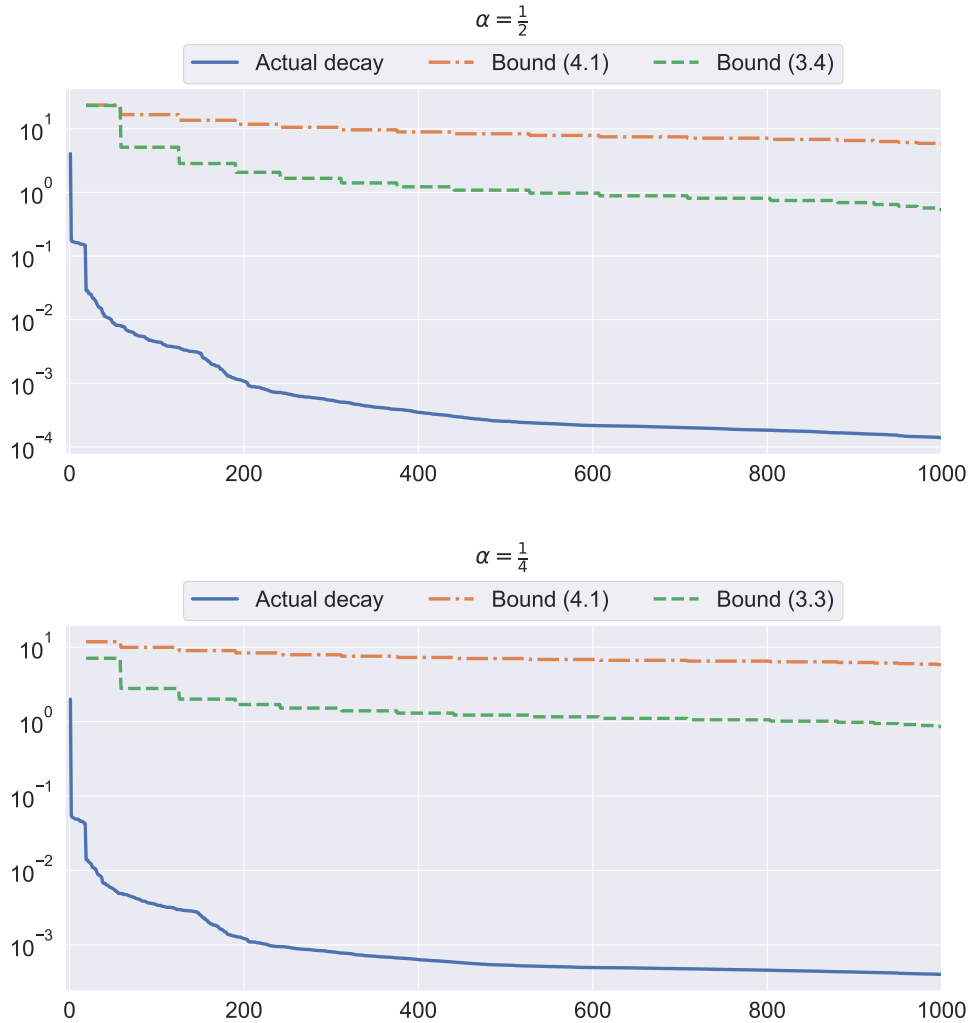 α = 1/2
Actual decay Bound (4.1) Bound (3.4)
10^1
10^0
10^−1
10^−2
10^−3
10^−4
0 200 400 600 800 1000
α = 1/4
Actual decay Bound (4.1) Bound (3.3)
10^1
10^0
10^−1
10^−2
10^−3
0 200 400 600 800 1000